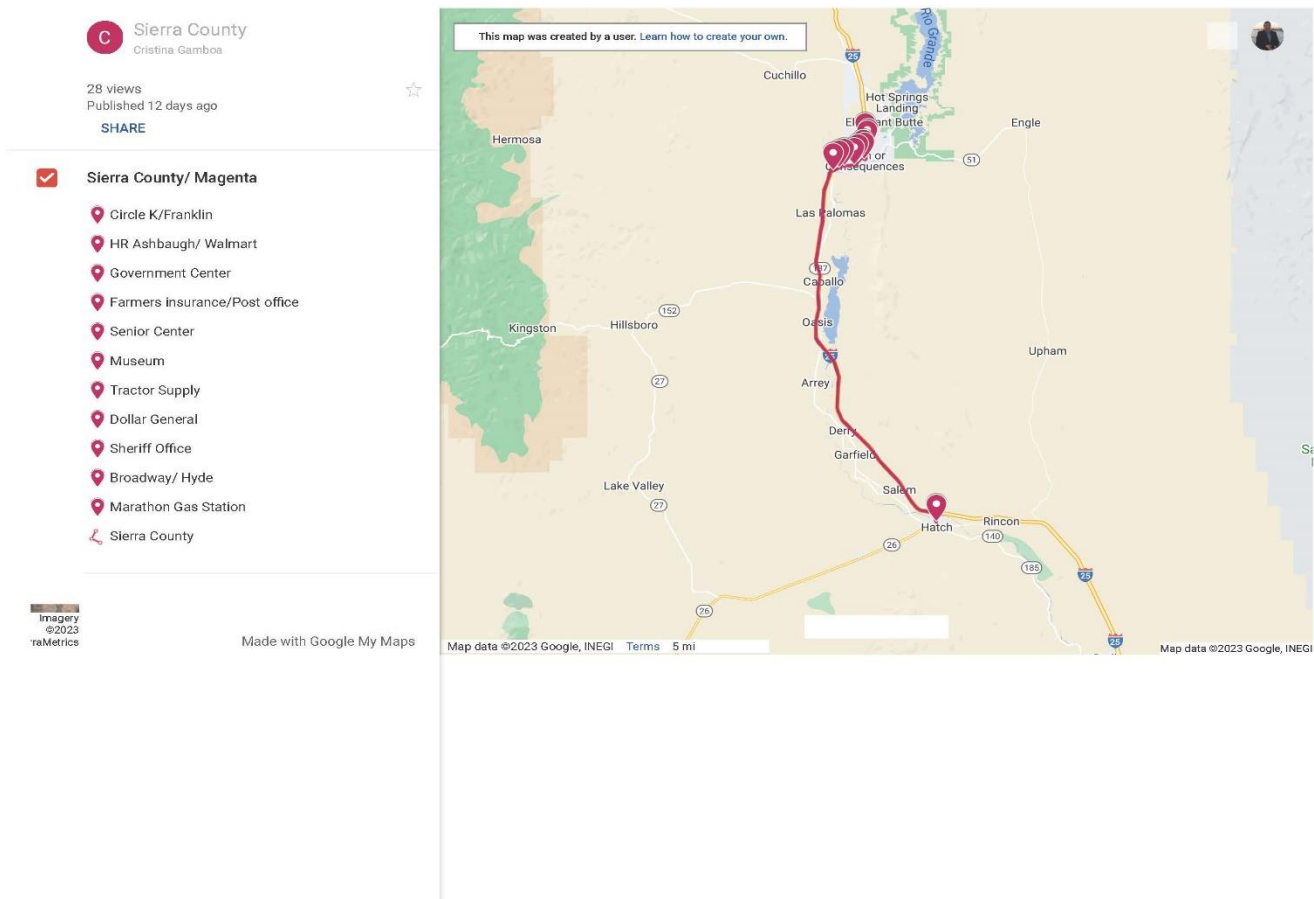 C
Sierra County
Cristina Gamboa
28 views
Published 12 days ago
SHARE
Sierra County/ Magenta
Circle K/Franklin
HR Ashbaugh/ Walmart
Government Center
Farmers insurance/Post office
Senior Center
Museum
Tractor Supply
Dollar General
Sheriff Office
Broadway/ Hyde
Marathon Gas Station
Sierra County
Imagery
©2023
raMetrics
Made with Google My Maps
This map was created by a user. Learn how to create your own.
Rio Grande
25
Cuchillo
Hot Springs
Landing
Butte
Engle
Hermosa
51
or
Las Palomas
Caballo
152
Oasis
Kingston
Hillsboro
Upham
27
Arrey
Derry
Garfield
Lake Valley
Salem
27
Hatch
Rincon
140
26
185
25
26
25
Map data ©2023 Google, INEGI Terms 5 mi
Map data ©2023 Google, INEGI